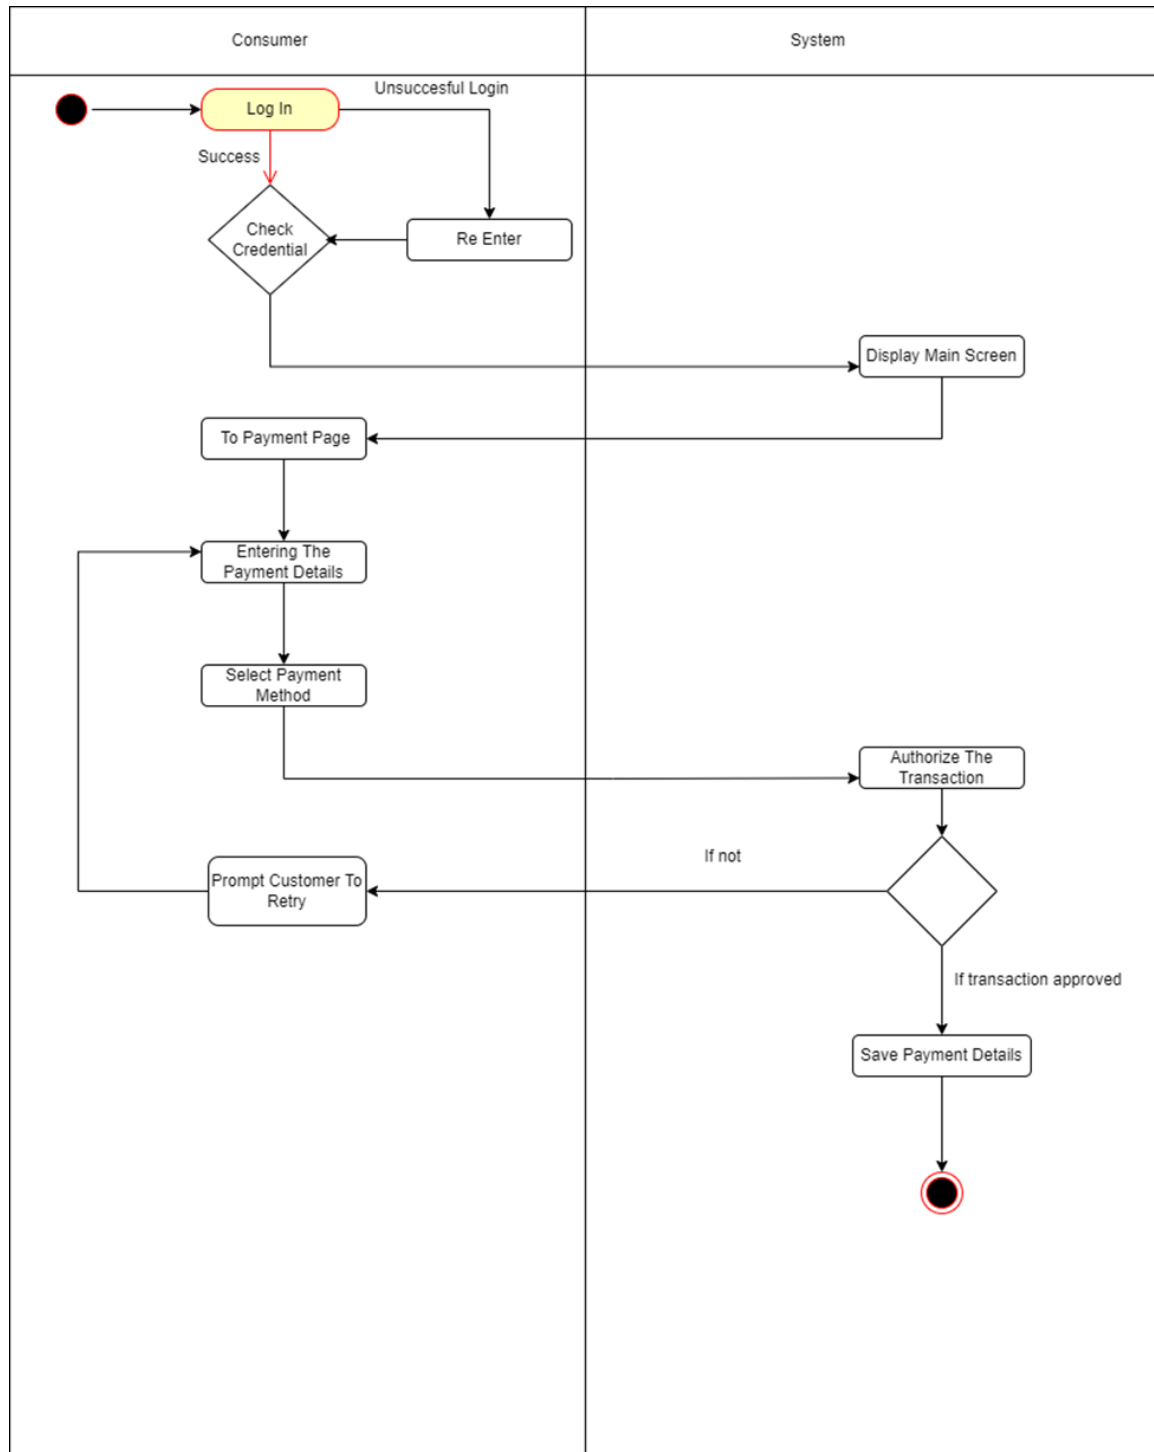 Consumer
System
Unsuccesful Login
Log In
Success
Check
Credential
Re Enter
Display Main Screen
To Payment Page
Entering The
Payment Details
Select Payment
Method
Authorize The
Transaction
If not
Prompt Customer To
Retry
If transaction approved
Save Payment Details